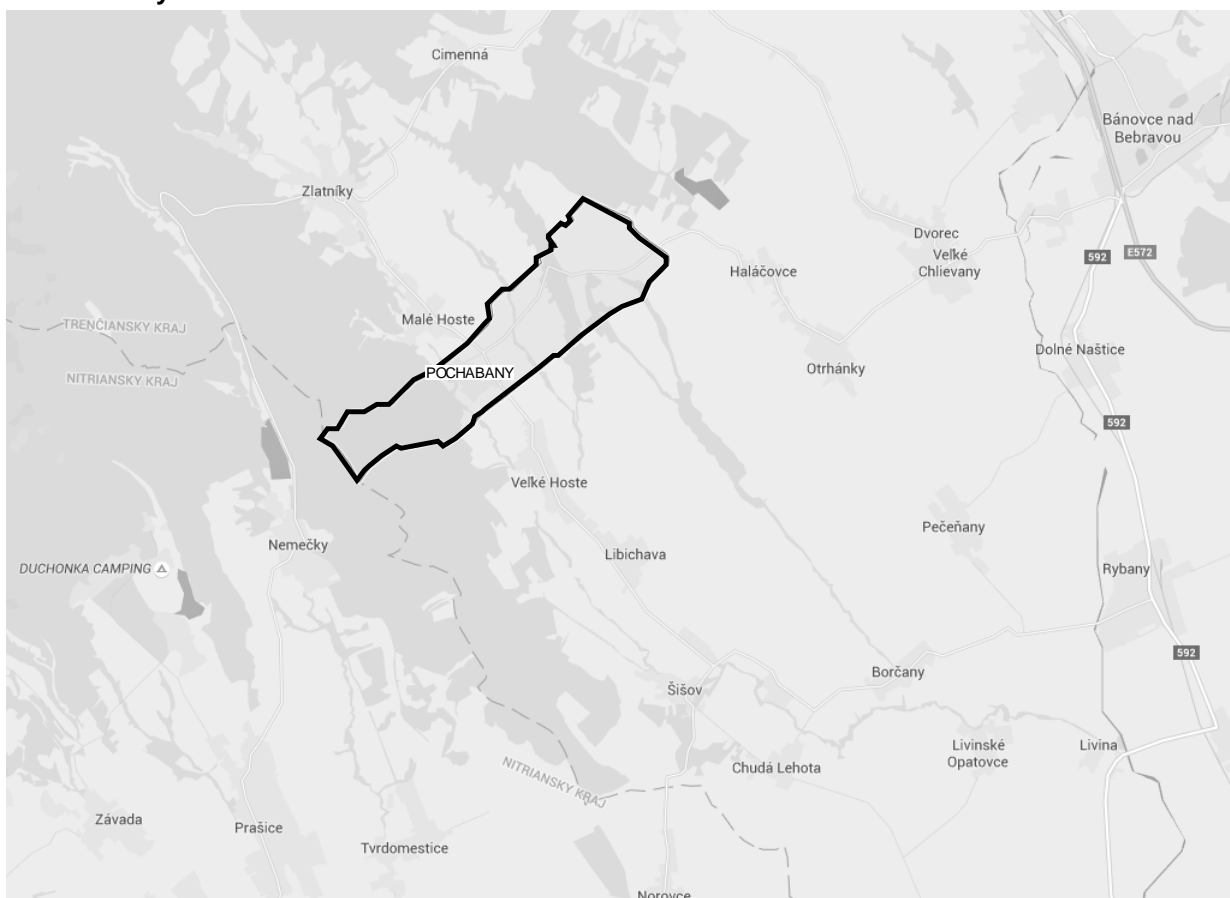 Cimenná
Bánovce nad
Bebravou
Zlatníky
Dvorec
Veľké
Chlievany
592
E572
Haláčovce
Malé Hoste
TRENČIANSKY KRAJ
NITRIANSKY KRAJ
Dolné Naštice
Otrhánky
POCHABANY
592
Veľké Hoste
Pečeňany
Nemečky
Libichava
DUCHONKA CAMPING
Rybany
592
Borčany
Šišov
Livinské
Opatovce
Livina
Chudá Lehota
NITRIANSKY KRAJ
Závada
Prašice
Tvrdomestice
Norovce